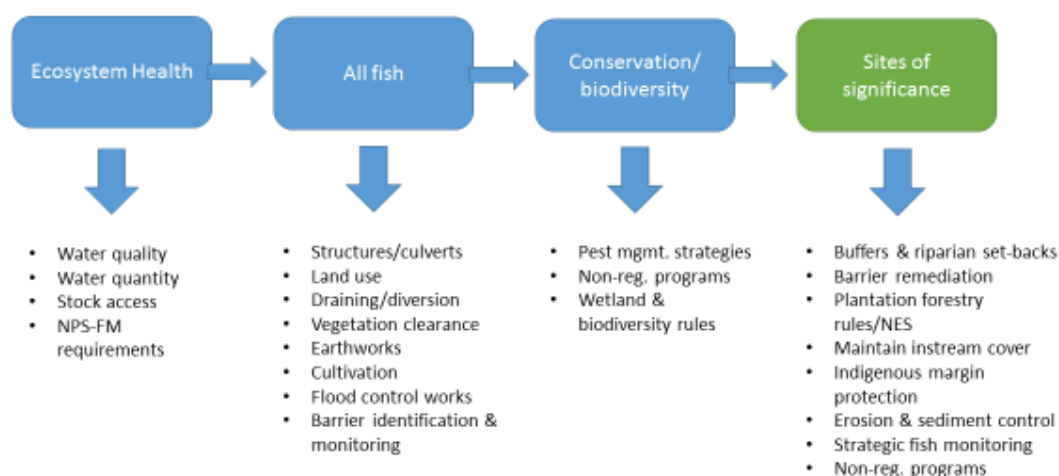 Ecosystem Health
All fish
Conservation/
biodiversity
Sites of
significance
• Water quality
• Water quantity
• Stock access
• NPS-FM
requirements
• Structures/culverts
• Land use
• Draining/diversion
• Vegetation clearance
• Earthworks
• Cultivation
• Flood control works
• Barrier identification &
monitoring
• Pest mgmt. strategies
• Non-reg. programs
• Wetland &
biodiversity rules
• Buffers & riparian set-backs
• Barrier remediation
• Plantation forestry
rules/NES
• Maintain instream cover
• Indigenous margin
protection
• Erosion & sediment control
• Strategic fish monitoring
• Non-reg. programs